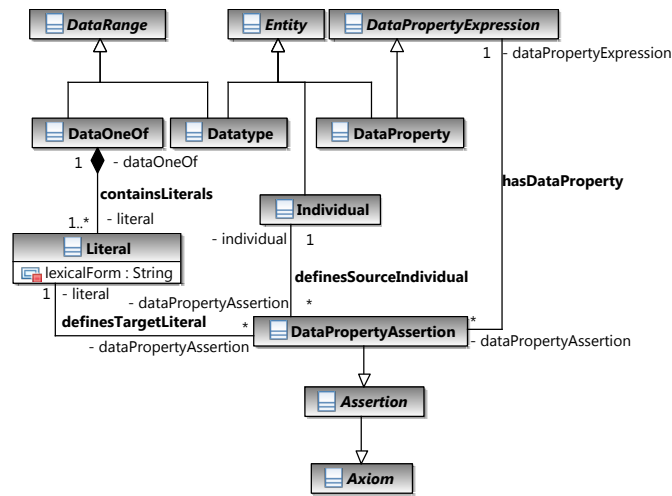 DataRange
Entity
DataPropertyExpression
1
- dataPropertyExpression
DataOneOf
Datatype
DataProperty
1
- dataOneOf
containsLiterals
hasDataProperty
1..*
- literal
Individual
- individual
1
Literal
lexicalForm : String
definesSourceIndividual
1
- literal
- dataPropertyAssertion
*
definesTargetLiteral
*
DataPropertyAssertion
*
- dataPropertyAssertion
- dataPropertyAssertion
Assertion
Axiom